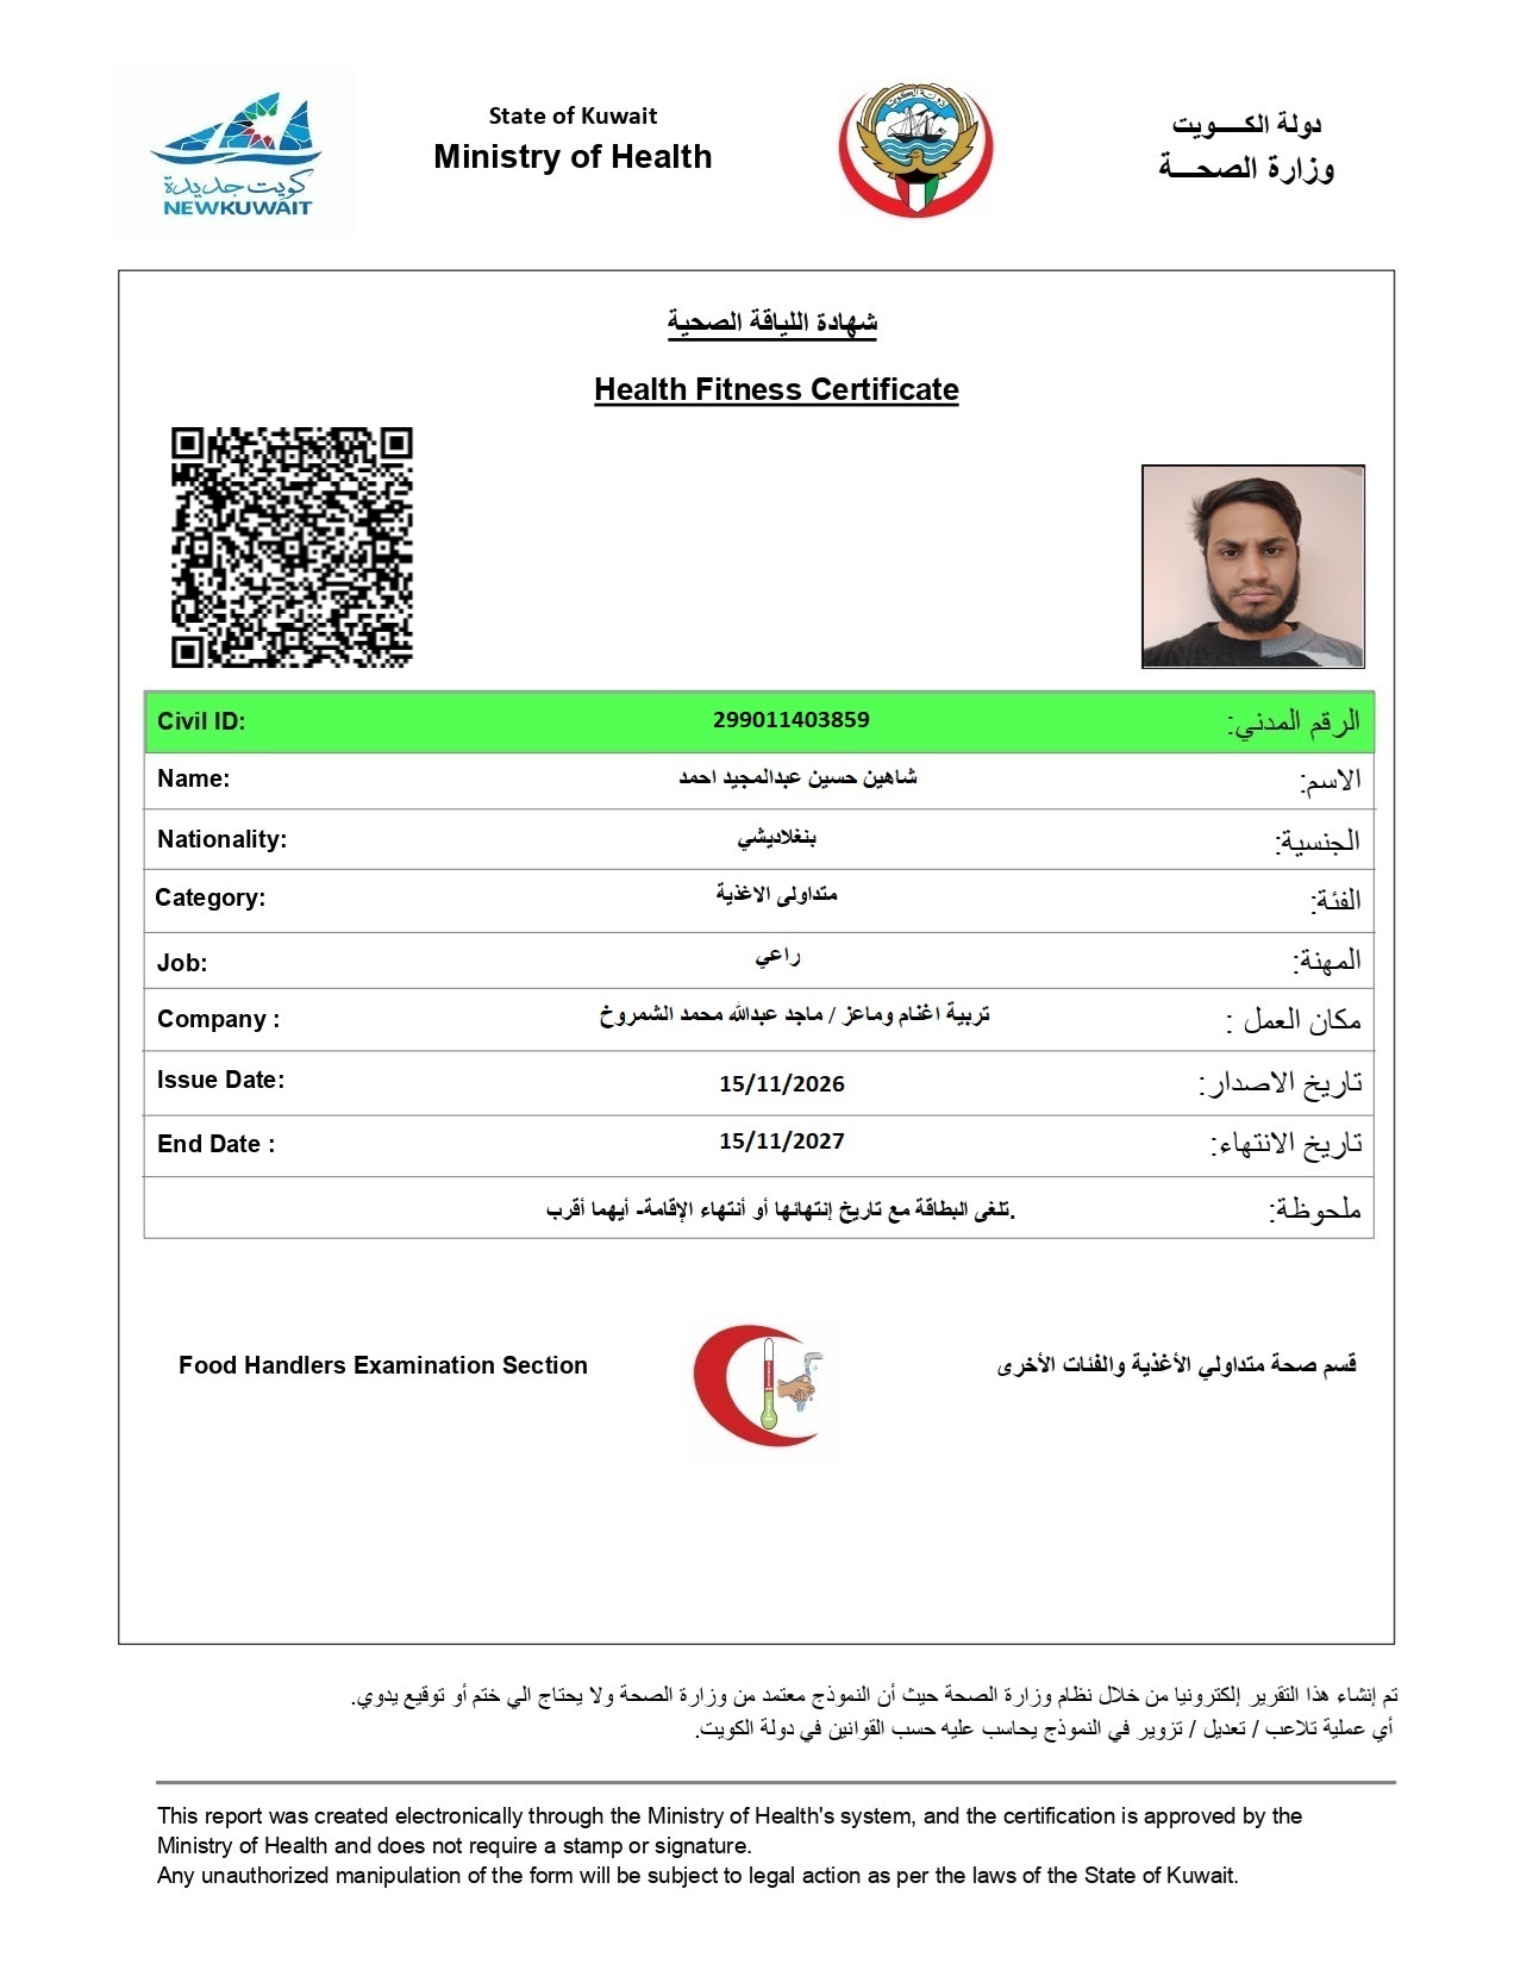 كويت جديدة
NEWKUWAIT
State of Kuwait
Ministry of Health
دولة الكويت
دولة الكـــويت
وزارة الصحـــة
شهادة اللياقة الصحية
Health Fitness Certificate
Civil ID: 299011403859 الرقم المدني:
Name: شاهين حسين عبدالمجيد احمد الاسم:
Nationality: بنغلاديشي الجنسية:
Category: متداولى الاغذية الفئة:
Job: راعي المهنة:
Company : تربية اغنام وماعز / ماجد عبدالله محمد الشمروخ مكان العمل :
Issue Date: 15/11/2026 تاريخ الاصدار:
End Date : 15/11/2027 تاريخ الانتهاء:
.تلغى البطاقة مع تاريخ إنتهائها أو أنتهاء الإقامة- أيهما أقرب ملحوظة:
Food Handlers Examination Section
قسم صحة متداولي الأغذية والفئات الأخرى
تم إنشاء هذا التقرير إلكترونيا من خلال نظام وزارة الصحة حيث أن النموذج معتمد من وزارة الصحة ولا يحتاج الي ختم أو توقيع يدوي.
أي عملية تلاعب / تعديل / تزوير في النموذج يحاسب عليه حسب القوانين في دولة الكويت.
This report was created electronically through the Ministry of Health's system, and the certification is approved by the
Ministry of Health and does not require a stamp or signature.
Any unauthorized manipulation of the form will be subject to legal action as per the laws of the State of Kuwait.